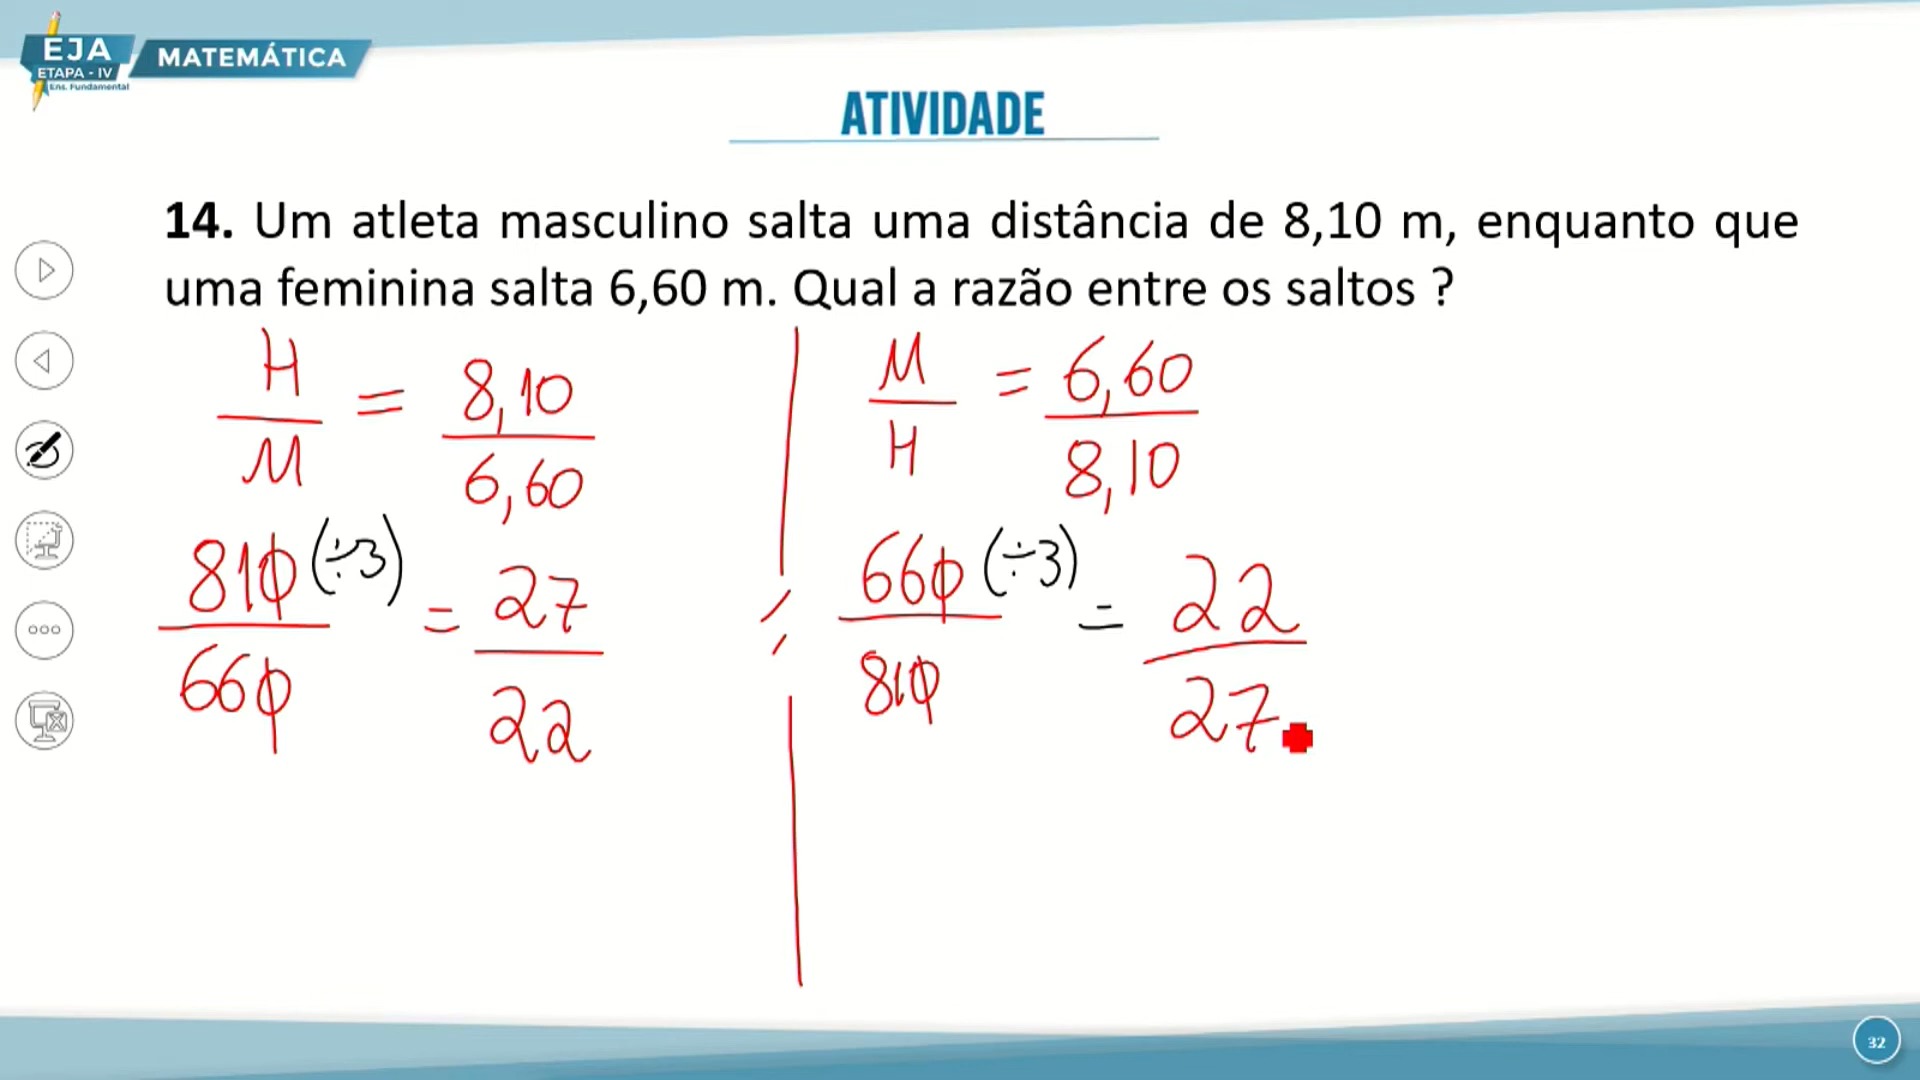 EJA
ETAPA - IV
Ens. Fundamental
MATEMÁTICA
ATIVIDADE
14. Um atleta masculino salta uma distância de 8,10 m, enquanto que
uma feminina salta 6,60 m. Qual a razão entre os saltos ?
H/M = 8,10/6,60
810/660 (÷3) = 27/22
M/H = 6,60/8,10
660/810 (÷3) = 22/27
32